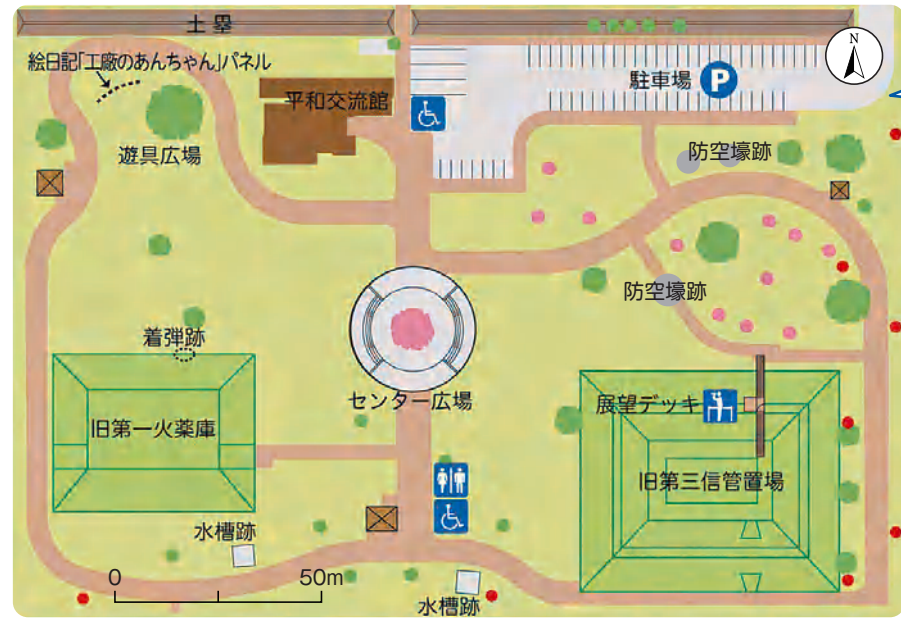 土塁
N
絵日記「工廠のあんちゃん」パネル
平和交流館
駐車場 P
遊具広場
防空壕跡
防空壕跡
着弾跡
センター広場
展望デッキ
旧第一火薬庫
旧第三信管置場
水槽跡
0 50m
水槽跡